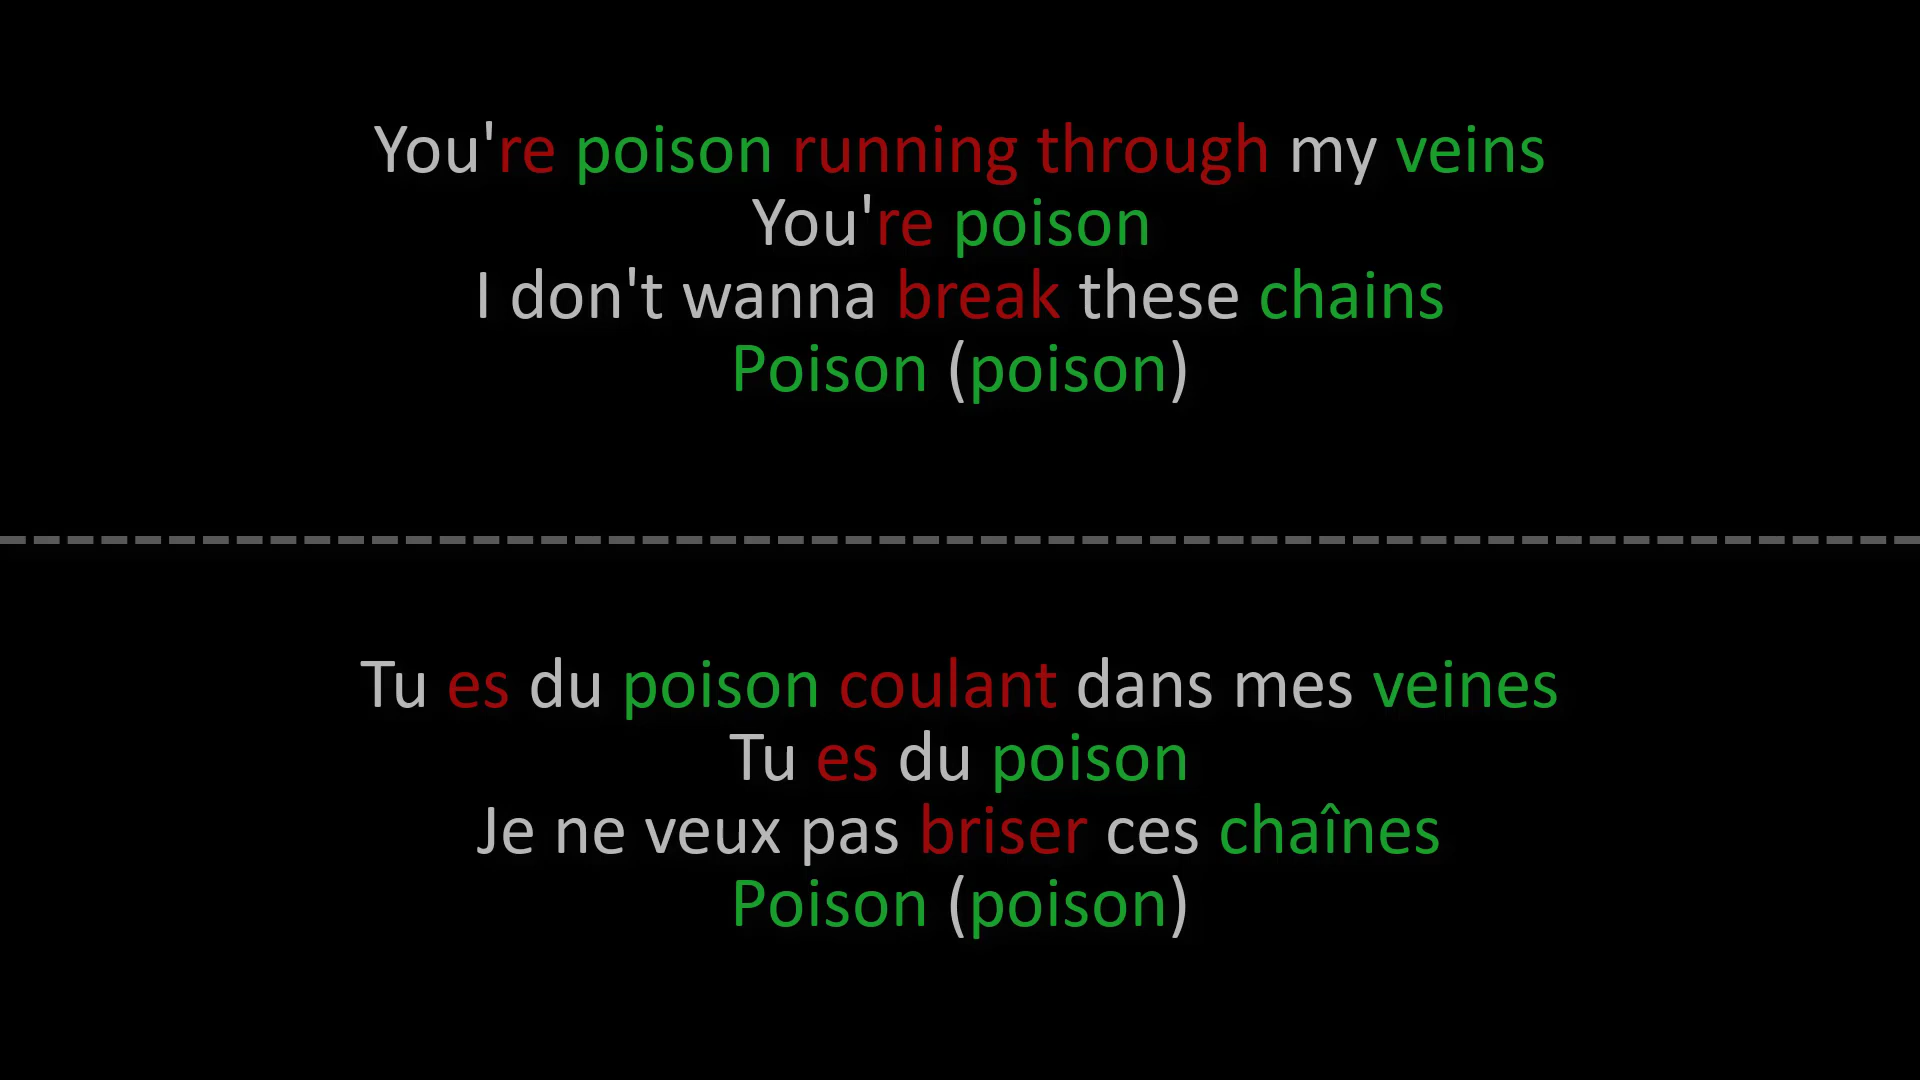 You're poison running through my veins
You're poison
I don't wanna break these chains
Poison (poison)
Tu es du poison coulant dans mes veines
Tu es du poison
Je ne veux pas briser ces chaînes
Poison (poison)